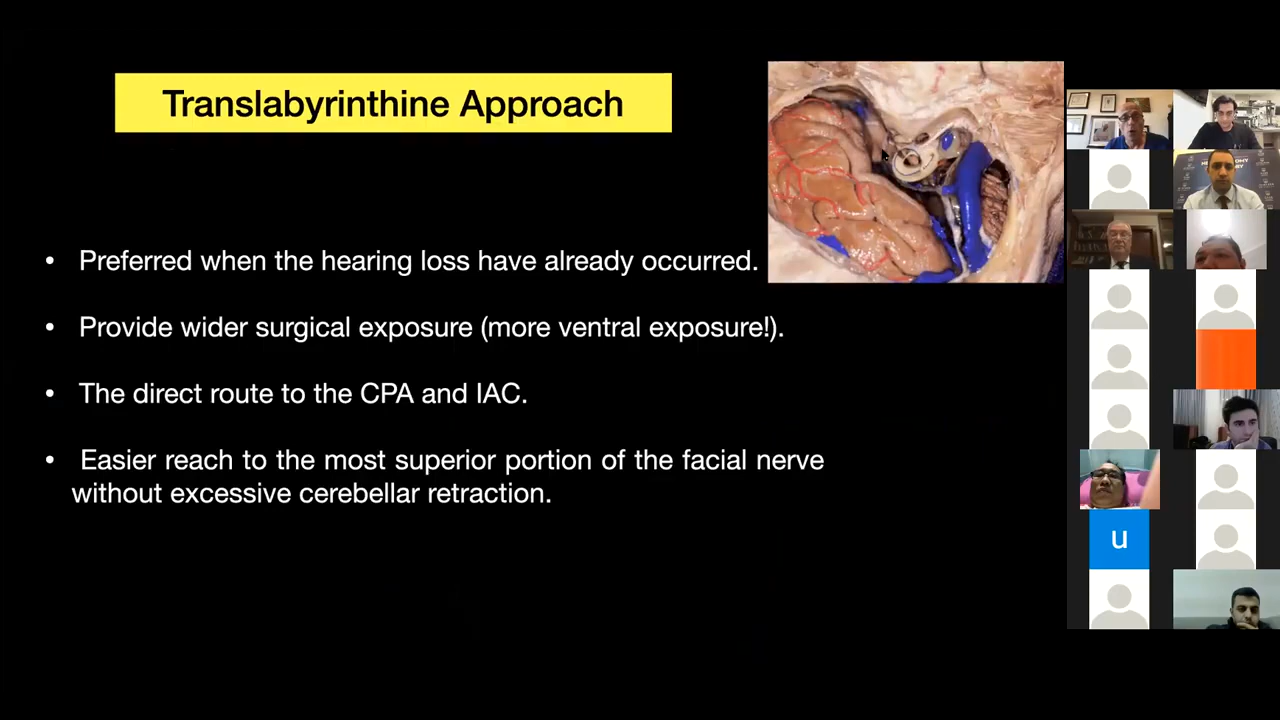 Translabyrinthine Approach
• Preferred when the hearing loss have already occurred.
• Provide wider surgical exposure (more ventral exposure!).
• The direct route to the CPA and IAC.
• Easier reach to the most superior portion of the facial nerve
without excessive cerebellar retraction.
u